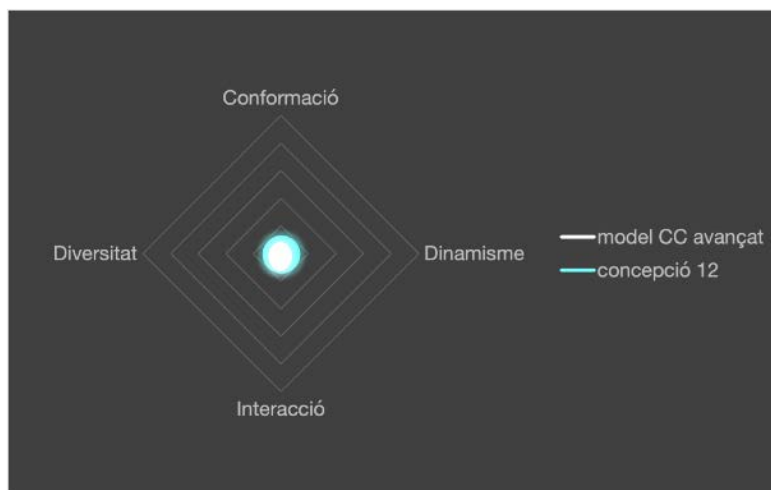 Conformació
Diversitat
Dinamisme
Interacció
model CC avançat
concepció 12